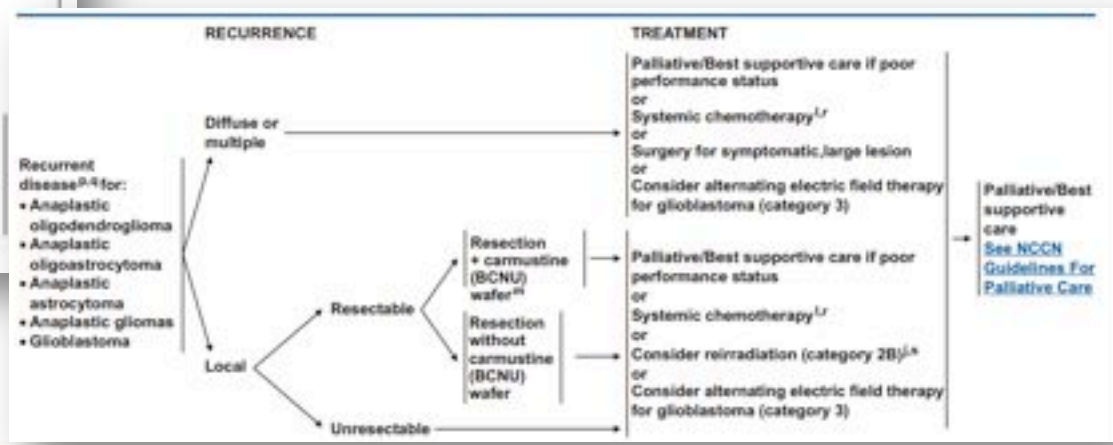 RECURRENCE
TREATMENT
Recurrent
disease^p,q for:
• Anaplastic
oligodendroglioma
• Anaplastic
oligoastrocytoma
• Anaplastic
astrocytoma
• Anaplastic gliomas
• Glioblastoma
Diffuse or
multiple
Local
Resectable
Unresectable
Resection
+ carmustine
(BCNU)
wafer^m
Resection
without
carmustine
(BCNU)
wafer
Palliative/Best supportive care if poor
performance status
or
Systemic chemotherapy
or
Surgery for symptomatic,large lesion
or
Consider alternating electric field therapy
for glioblastoma (category 3)
Palliative/Best supportive care if poor
performance status
or
Systemic chemotherapy
or
Consider reirradiation (category 2B)
or
Consider alternating electric field therapy
for glioblastoma (category 3)
Palliative/Best
supportive
care
See NCCN
Guidelines For
Palliative Care